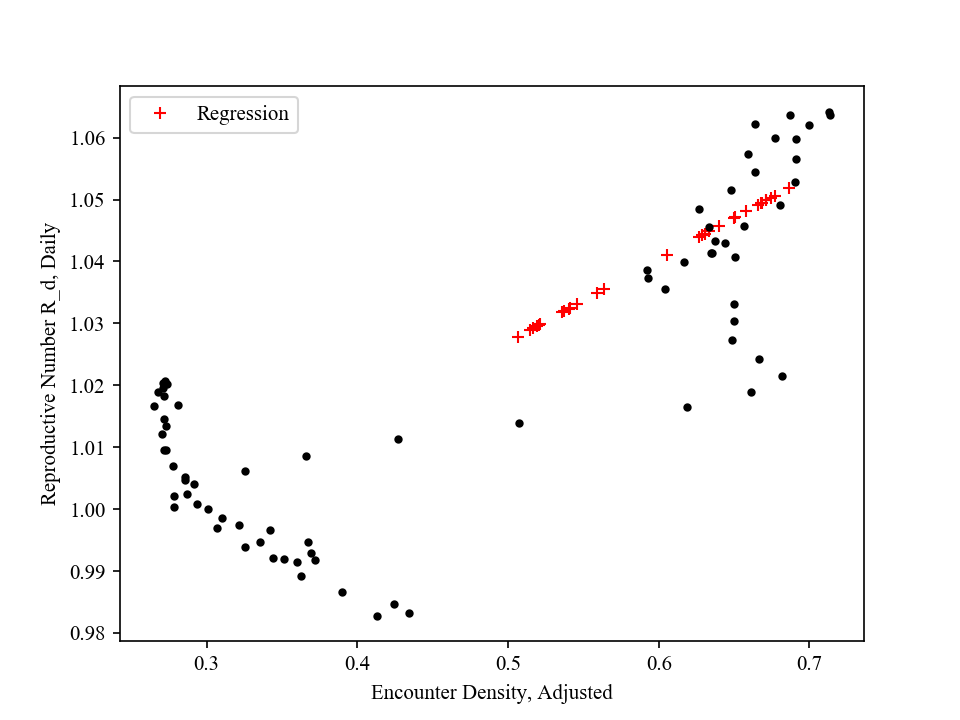 Regression
1.06
1.05
1.04
1.03
1.02
1.01
1.00
0.99
0.98
Reproductive Number R_d, Daily
0.3 0.4 0.5 0.6 0.7
Encounter Density, Adjusted